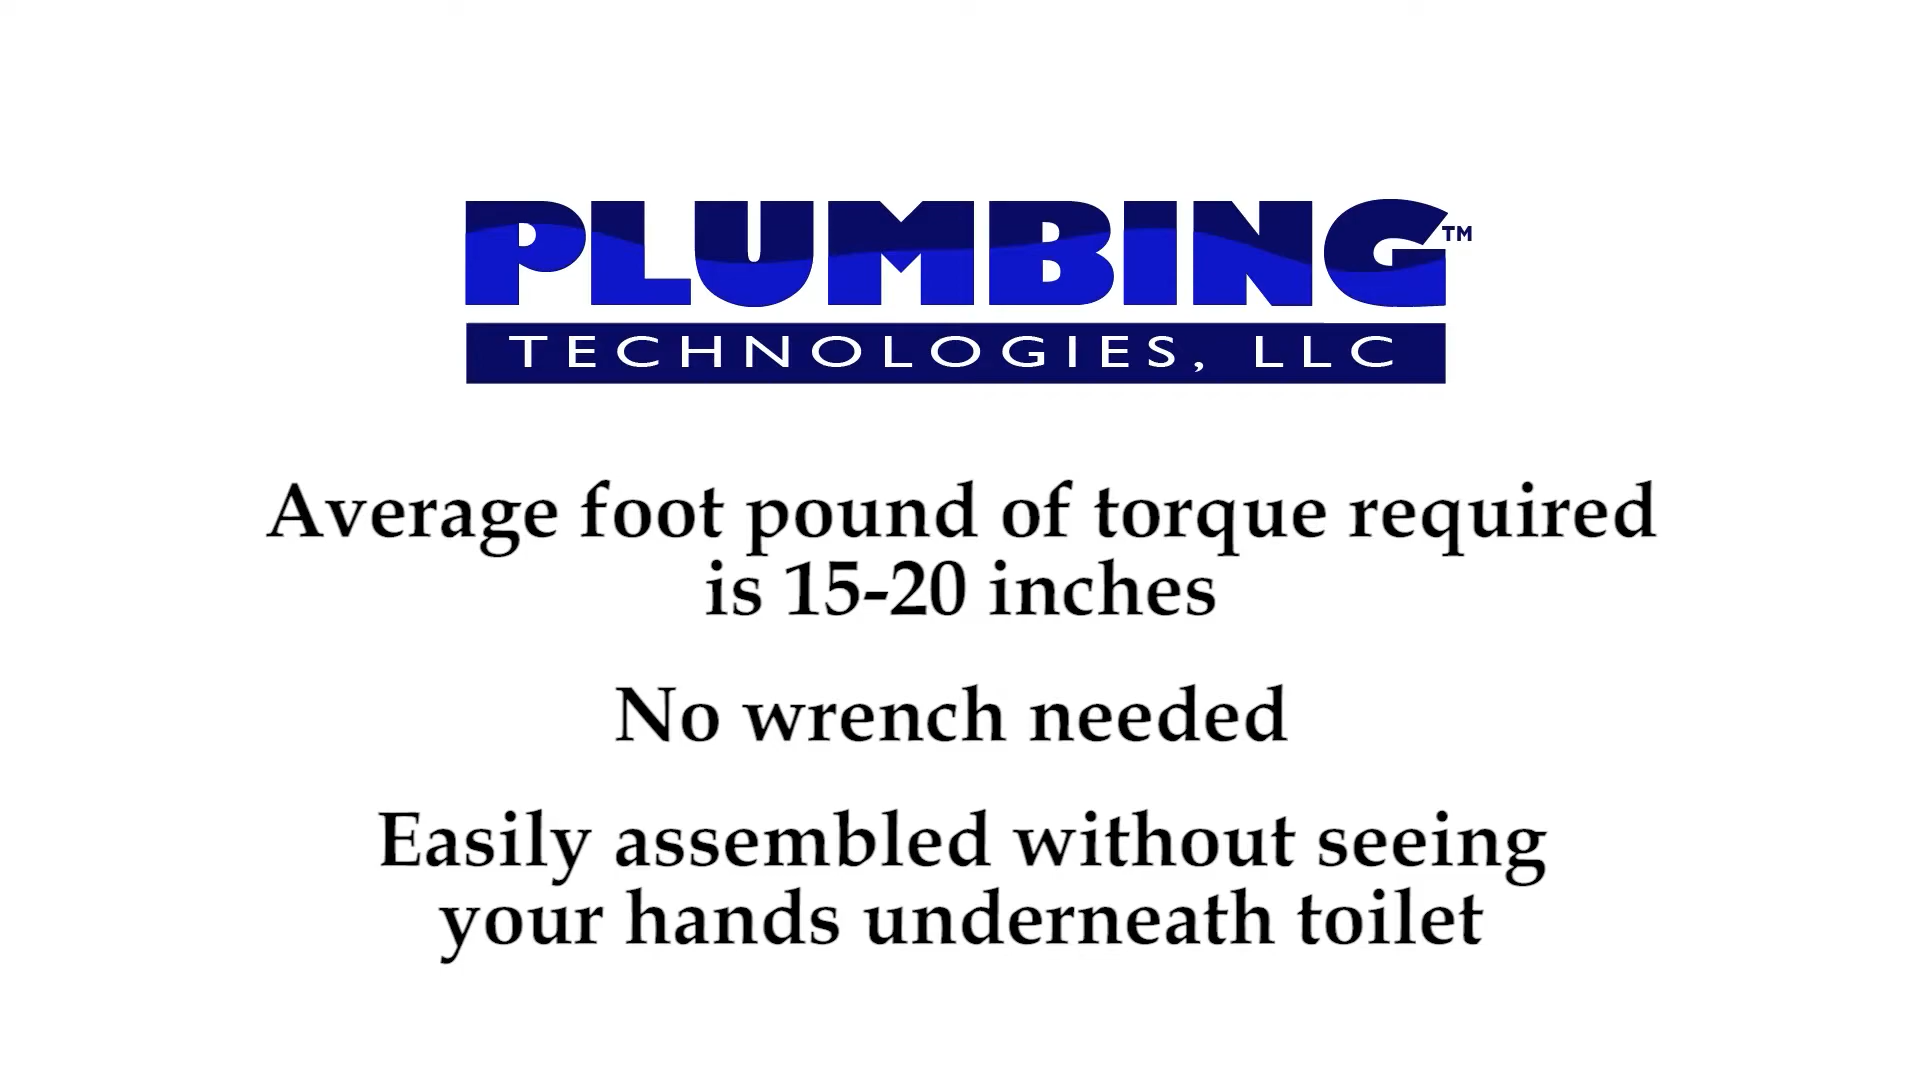 PLUMBING™
TECHNOLOGIES, LLC
Average foot pound of torque required
is 15-20 inches
No wrench needed
Easily assembled without seeing
your hands underneath toilet